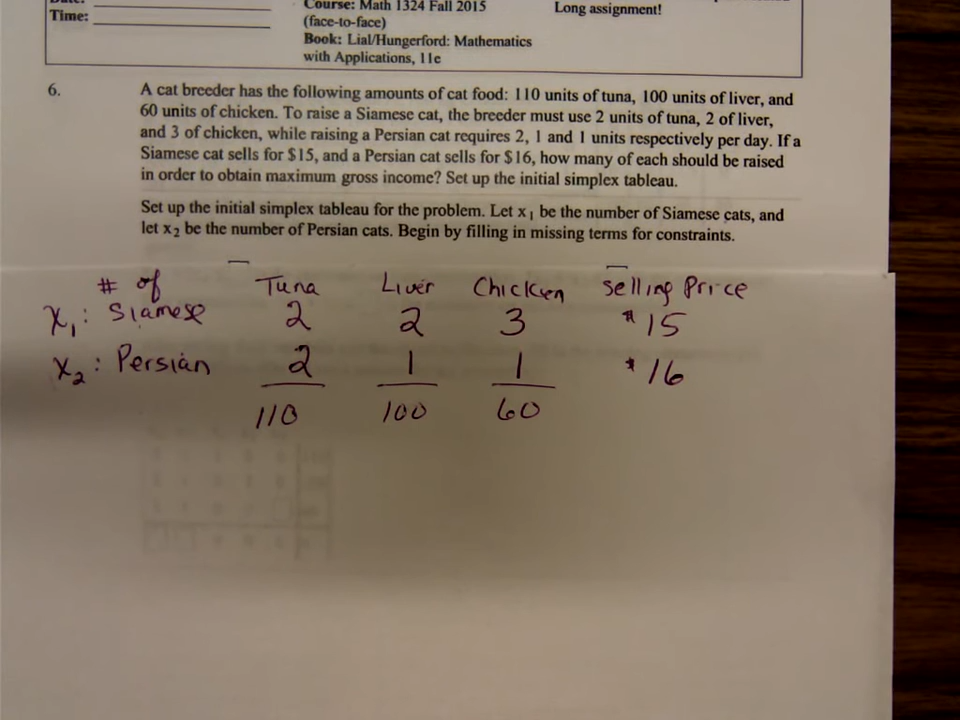 Time:
Course: Math 1324 Fall 2015
(face-to-face)
Book: Lial/Hungerford: Mathematics
with Applications, 11e
Long assignment!
6.
A cat breeder has the following amounts of cat food: 110 units of tuna, 100 units of liver, and
60 units of chicken. To raise a Siamese cat, the breeder must use 2 units of tuna, 2 of liver,
and 3 of chicken, while raising a Persian cat requires 2, 1 and 1 units respectively per day. If a
Siamese cat sells for $15, and a Persian cat sells for $16, how many of each should be raised
in order to obtain maximum gross income? Set up the initial simplex tableau.
Set up the initial simplex tableau for the problem. Let x1 be the number of Siamese cats, and
let x2 be the number of Persian cats. Begin by filling in missing terms for constraints.
# of Tuna Liver Chicken Selling Price
x1: Siamese 2 2 3 $15
x2: Persian 2 1 1 $16
110 100 60